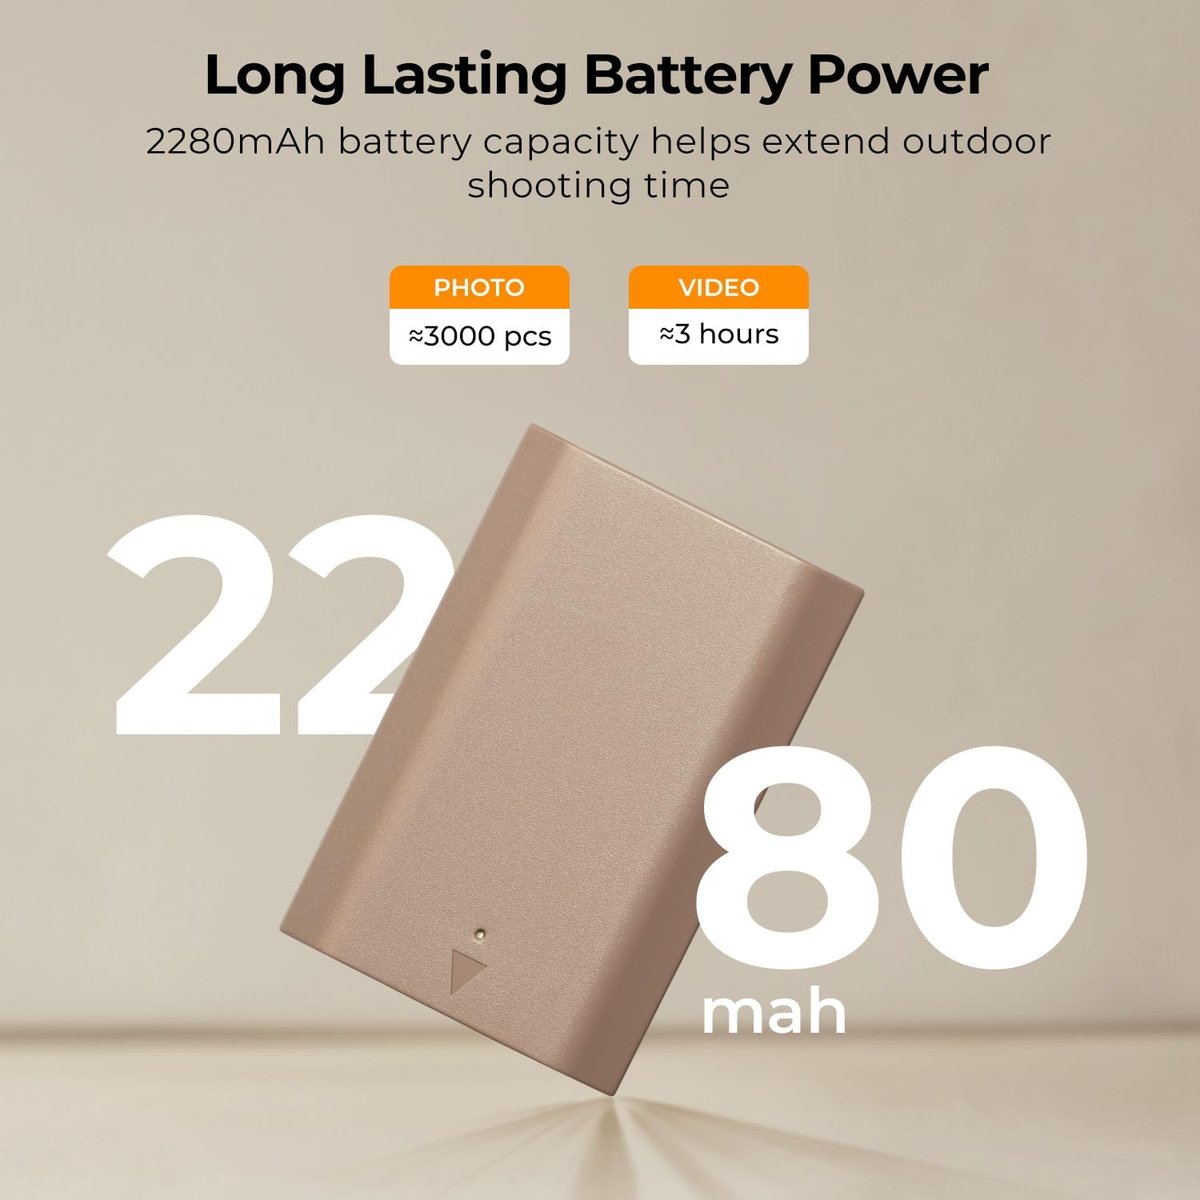 Long Lasting Battery Power
2280mAh battery capacity helps extend outdoor
shooting time
PHOTO
≈3000 pcs
VIDEO
≈3 hours
22
80
mah